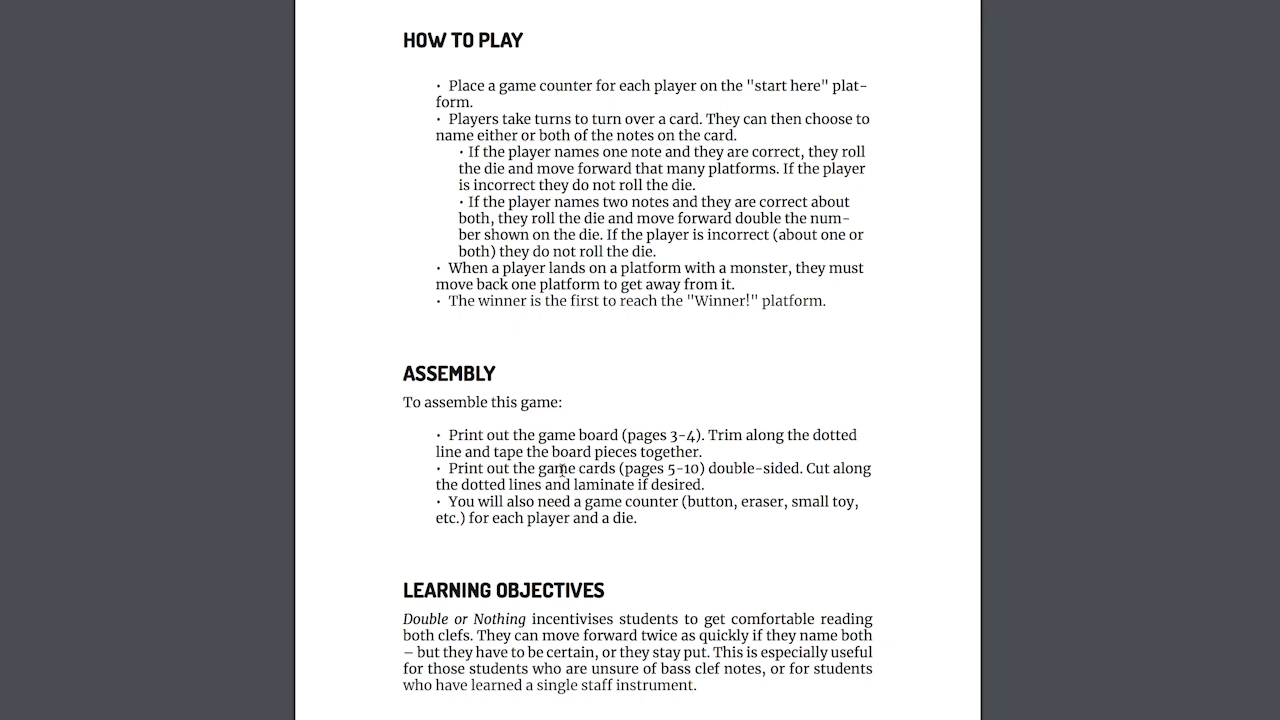 HOW TO PLAY
• Place a game counter for each player on the "start here" plat-
form.
• Players take turns to turn over a card. They can then choose to
name either or both of the notes on the card.
• If the player names one note and they are correct, they roll
the die and move forward that many platforms. If the player
is incorrect they do not roll the die.
• If the player names two notes and they are correct about
both, they roll the die and move forward double the num-
ber shown on the die. If the player is incorrect (about one or
both) they do not roll the die.
• When a player lands on a platform with a monster, they must
move back one platform to get away from it.
• The winner is the first to reach the "Winner!" platform.
ASSEMBLY
To assemble this game:
• Print out the game board (pages 3-4). Trim along the dotted
line and tape the board pieces together.
• Print out the game cards (pages 5-10) double-sided. Cut along
the dotted lines and laminate if desired.
• You will also need a game counter (button, eraser, small toy,
etc.) for each player and a die.
LEARNING OBJECTIVES
Double or Nothing incentivises students to get comfortable reading
both clefs. They can move forward twice as quickly if they name both
– but they have to be certain, or they stay put. This is especially useful
for those students who are unsure of bass clef notes, or for students
who have learned a single staff instrument.